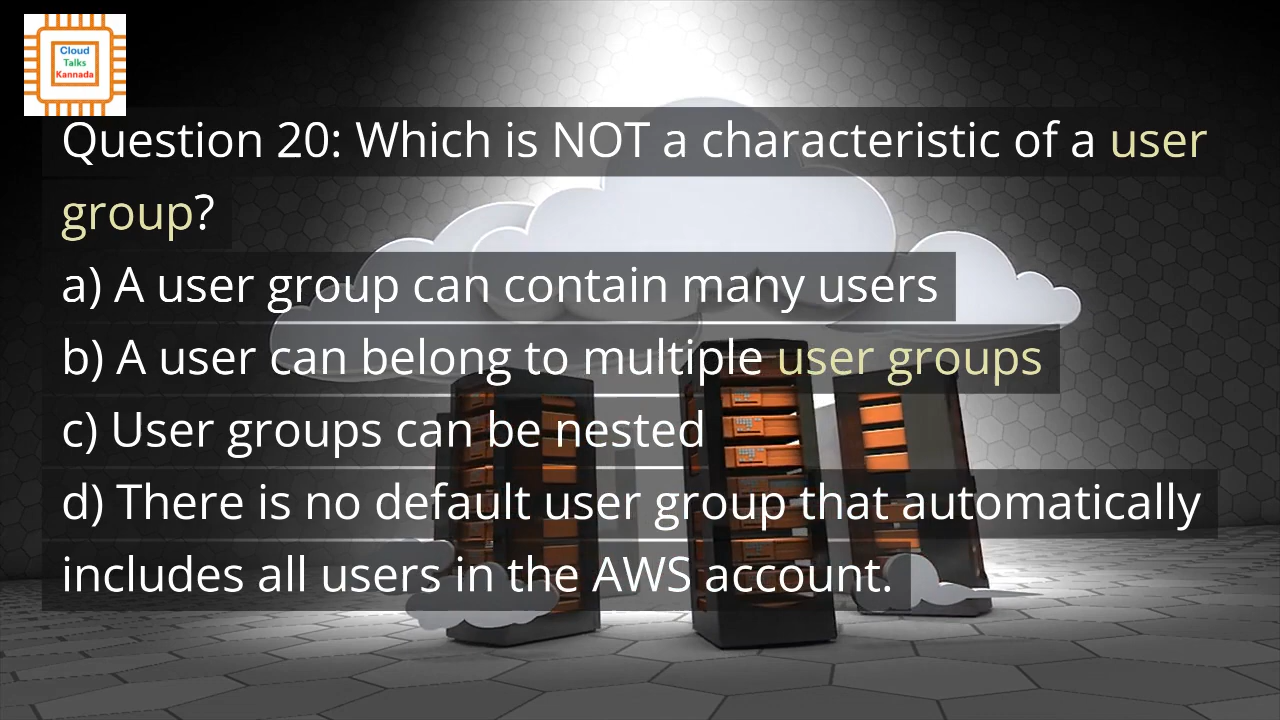 Cloud
Talks
Kannada
Question 20: Which is NOT a characteristic of a user
group?
a) A user group can contain many users
b) A user can belong to multiple user groups
c) User groups can be nested
d) There is no default user group that automatically
includes all users in the AWS account.